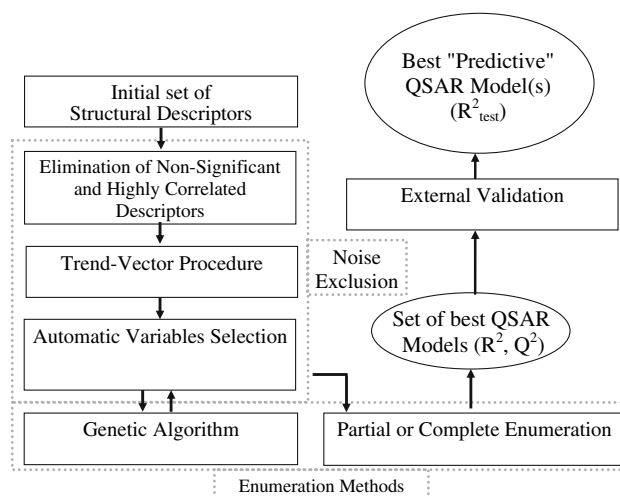 Initial set of
Structural Descriptors
Elimination of Non-Significant
and Highly Correlated
Descriptors
Trend-Vector Procedure
Automatic Variables Selection
Genetic Algorithm
Noise
Exclusion
Best "Predictive"
QSAR Model(s)
(R²test)
External Validation
Set of best QSAR
Models (R², Q²)
Partial or Complete Enumeration
Enumeration Methods